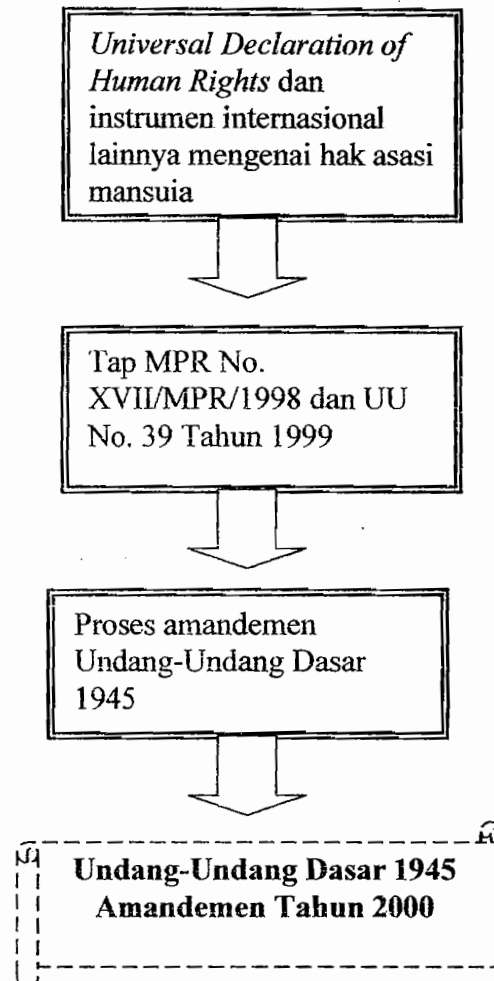 Universal Declaration of
Human Rights dan
instrumen internasional
lainnya mengenai hak asasi
mansuia
Tap MPR No.
XVII/MPR/1998 dan UU
No. 39 Tahun 1999
Proses amandemen
Undang-Undang Dasar
1945
Undang-Undang Dasar 1945
Amandemen Tahun 2000